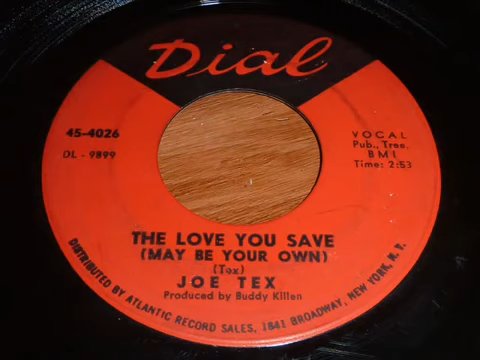 Dial
45-4026
DL - 9899
VOCAL
Pub., Tree.
BMI
Time: 2:53
THE LOVE YOU SAVE
(MAY BE YOUR OWN)
(Tex)
JOE TEX
Produced by Buddy Killen
DISTRIBUTED BY ATLANTIC RECORD SALES, 1841 BROADWAY, NEW YORK, N. Y.